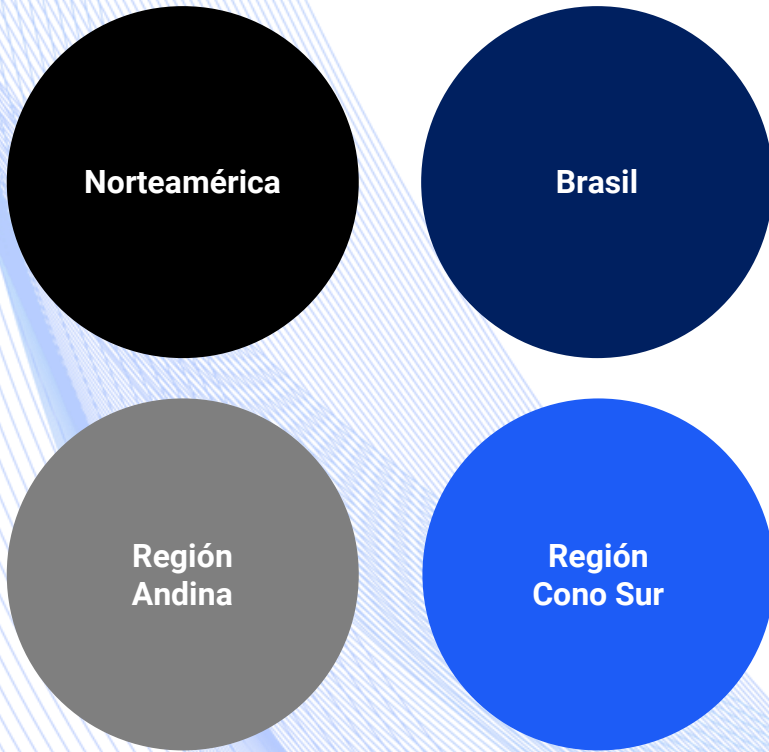 Norteamérica
Brasil
Región
Andina
Región
Cono Sur